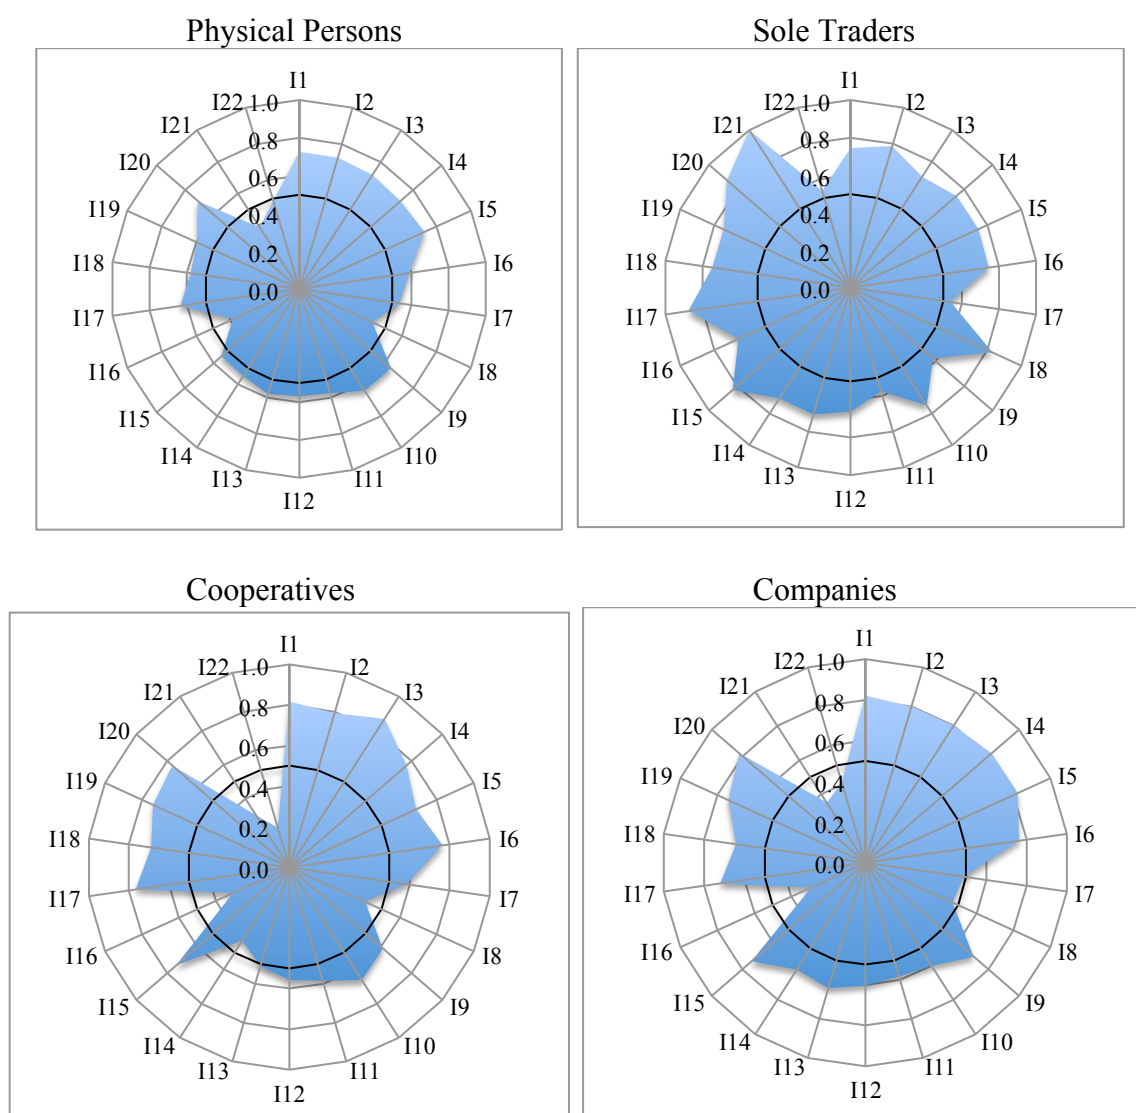 Physical Persons
I1
I2
I3
I4
I5
I6
I7
I8
I9
I10
I11
I12
I13
I14
I15
I16
I17
I18
I19
I20
I21
I22
1.0
0.8
0.6
0.4
0.2
0.0
Sole Traders
I1
I2
I3
I4
I5
I6
I7
I8
I9
I10
I11
I12
I13
I14
I15
I16
I17
I18
I19
I20
I21
I22
1.0
0.8
0.6
0.4
0.2
0.0
Cooperatives
I1
I2
I3
I4
I5
I6
I7
I8
I9
I10
I11
I12
I13
I14
I15
I16
I17
I18
I19
I20
I21
I22
1.0
0.8
0.6
0.4
0.2
0.0
Companies
I1
I2
I3
I4
I5
I6
I7
I8
I9
I10
I11
I12
I13
I14
I15
I16
I17
I18
I19
I20
I21
I22
1.0
0.8
0.6
0.4
0.2
0.0